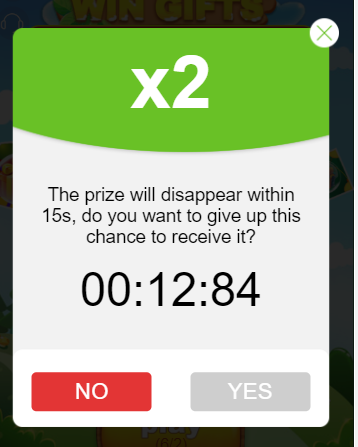 WIN GIFTS
x2
The prize will disappear within
15s, do you want to give up this
chance to receive it?
00:12:84
NO
YES
play